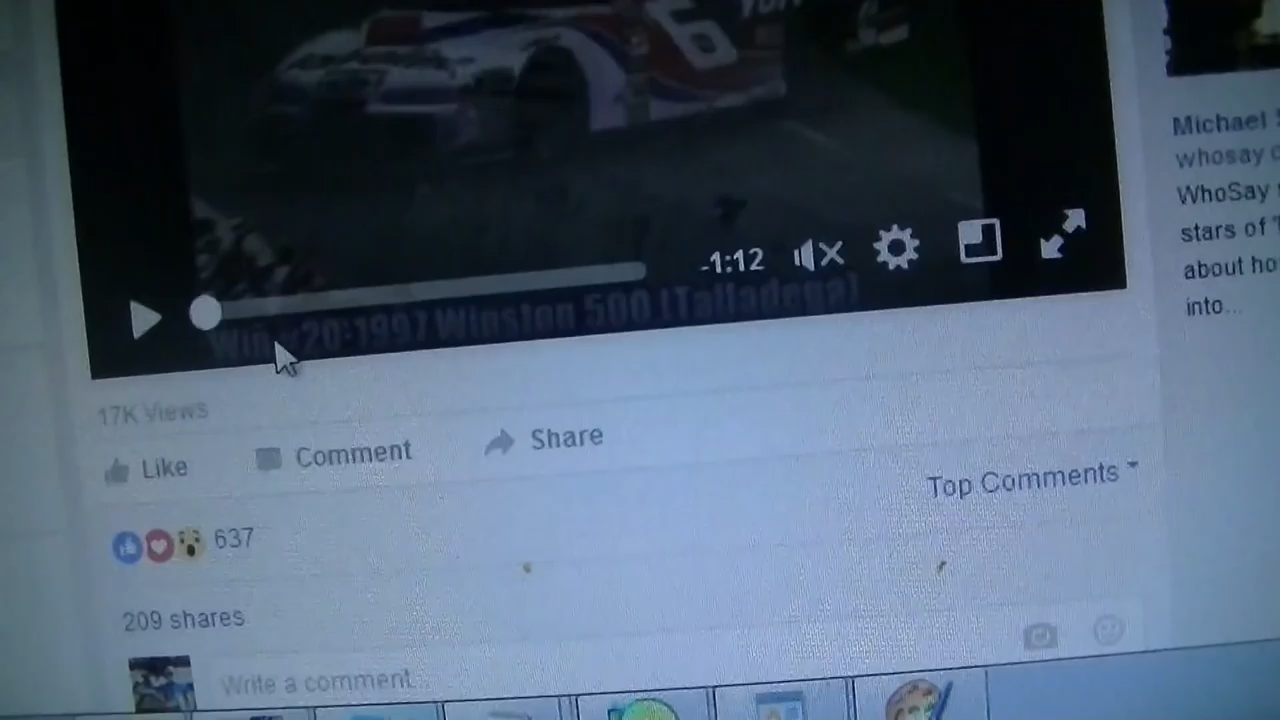 6
-1:12
Win #20: 1997 Winston 500 (Talladega)
17K Views
Like Comment Share
Top Comments
637
209 shares
Write a comment...
Michael
whosay
WhoSay
stars of
about ho
into...